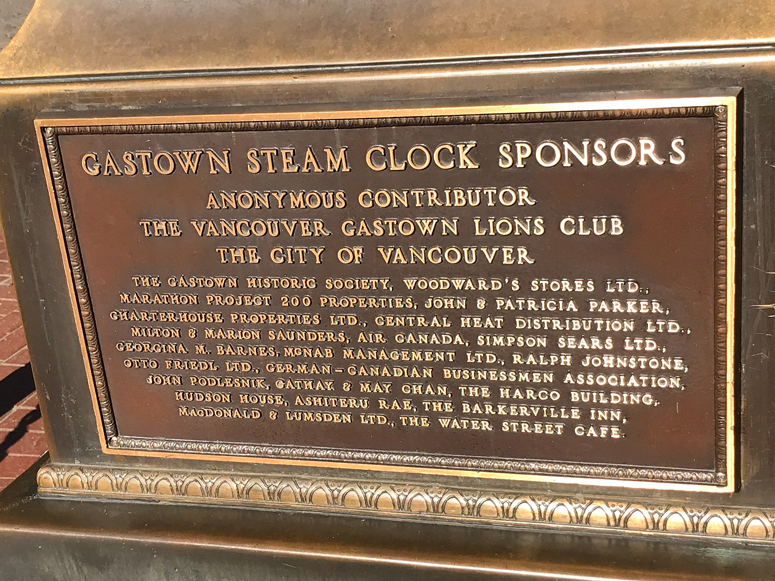 GASTOWN STEAM CLOCK SPONSORS
ANONYMOUS CONTRIBUTOR
THE VANCOUVER GASTOWN LIONS CLUB
THE CITY OF VANCOUVER
THE GASTOWN HISTORIC SOCIETY, WOODWARD'S STORES LTD.,
MARATHON PROJECT 200 PROPERTIES, JOHN & PATRICIA PARKER,
CHARTERHOUSE PROPERTIES LTD., CENTRAL HEAT DISTRIBUTION LTD.,
MILTON & MARION SAUNDERS, AIR CANADA, SIMPSON SEARS LTD.,
GEORGINA M. BARNES, MCNAB MANAGEMENT LTD., RALPH JOHNSTONE,
OTTO FRIEDL LTD., GERMAN-CANADIAN BUSINESSMEN ASSOCIATION,
JOHN PODLESNIK, CATHAY & MAY CHAN, THE HARCO BUILDING,
HUDSON HOUSE, ASHITERU RAE, THE BARKERVILLE INN,
MACDONALD & LUMSDEN LTD., THE WATER STREET CAFE.